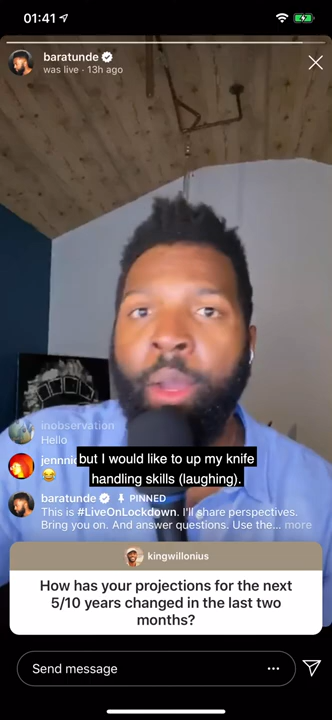 01:41
baratunde
was live · 13h ago
inobservation
Hello
but I would like to up my knife
handling skills (laughing).
baratunde PINNED
This is #LiveOnLockdown. I'll share perspectives.
Bring you on. And answer questions. Use the... more
kingwillonius
How has your projections for the next
5/10 years changed in the last two
months?
Send message